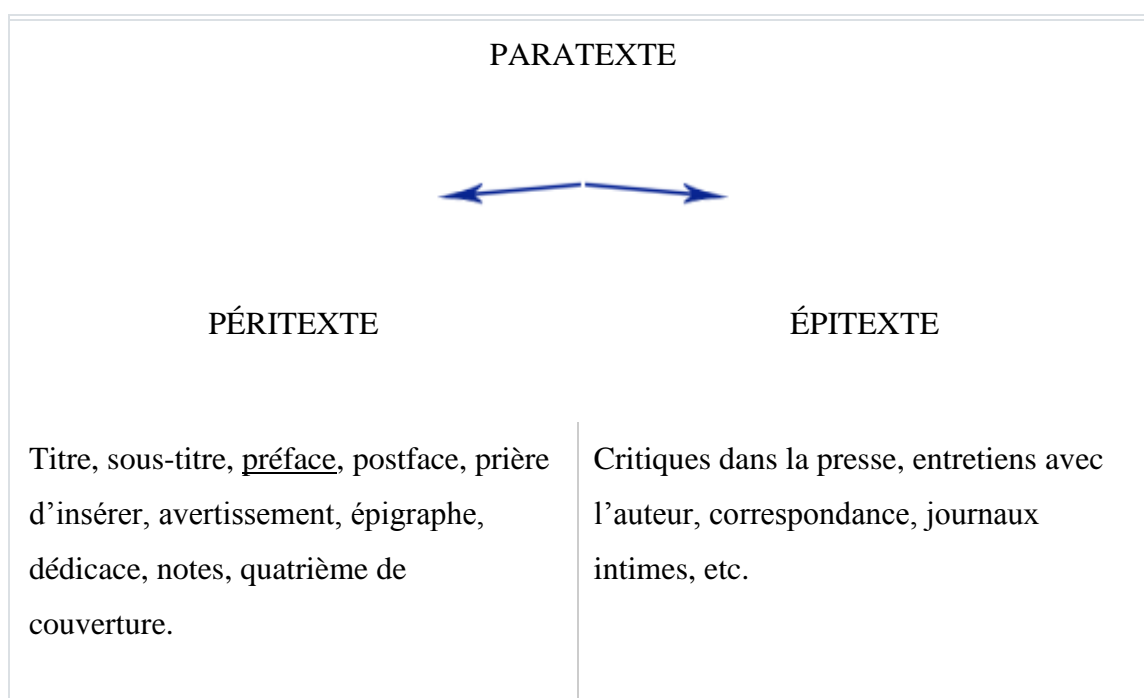 PARATEXTE
PÉRITEXTE
ÉPITEXTE
Titre, sous-titre, préface, postface, prière
d’insérer, avertissement, épigraphe,
dédicace, notes, quatrième de
couverture.
Critiques dans la presse, entretiens avec
l’auteur, correspondance, journaux
intimes, etc.